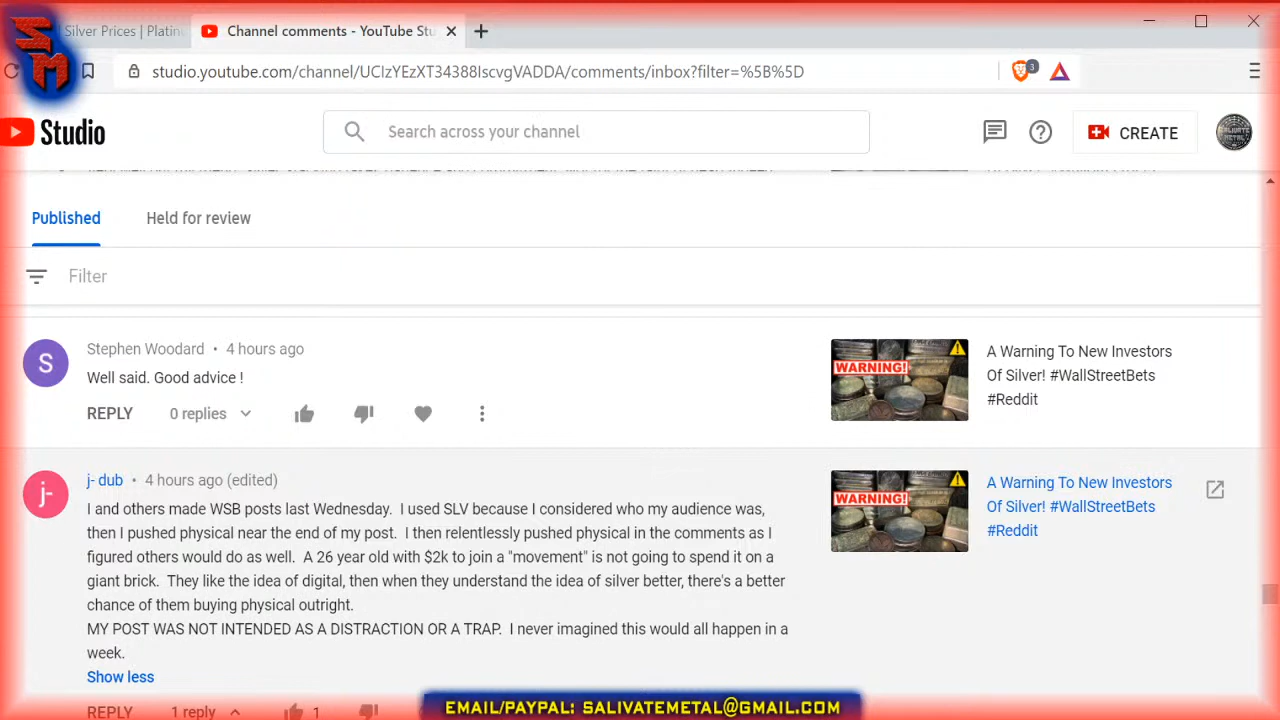 SM
Silver Prices | Platin
Channel comments - YouTube Stu
studio.youtube.com/channel/UCIzYEzXT34388IscvgVADDA/comments/inbox?filter=%5B%5D
3
Studio
Search across your channel
CREATE
SALIVATE
METAL
Published
Held for review
Filter
Stephen Woodard • 4 hours ago
Well said. Good advice !
REPLY
0 replies
S
WARNING!
A Warning To New Investors
Of Silver! #WallStreetBets
#Reddit
j-
j- dub • 4 hours ago (edited)
I and others made WSB posts last Wednesday. I used SLV because I considered who my audience was,
then I pushed physical near the end of my post. I then relentlessly pushed physical in the comments as I
figured others would do as well. A 26 year old with $2k to join a "movement" is not going to spend it on a
giant brick. They like the idea of digital, then when they understand the idea of silver better, there's a better
chance of them buying physical outright.
MY POST WAS NOT INTENDED AS A DISTRACTION OR A TRAP. I never imagined this would all happen in a
week.
Show less
REPLY
1 reply
1
WARNING!
A Warning To New Investors
Of Silver! #WallStreetBets
#Reddit
EMAIL/PAYPAL: SALIVATEMETAL@GMAIL.COM